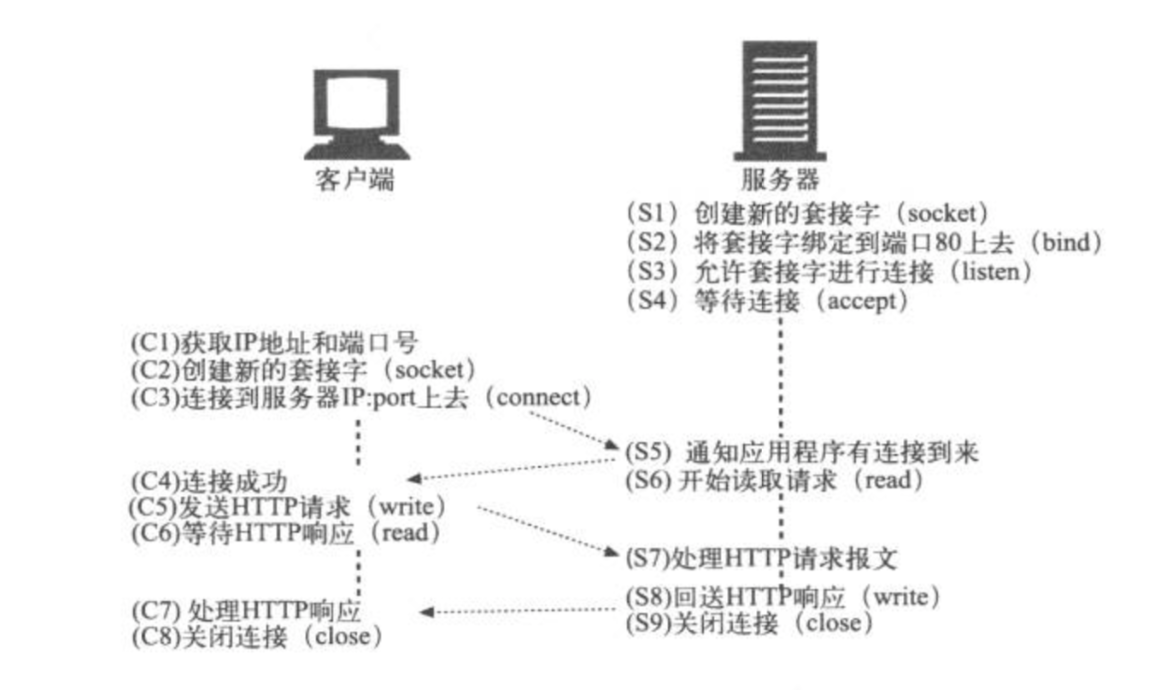 客户端
服务器
（S1）创建新的套接字（socket）
（S2）将套接字绑定到端口80上去（bind）
（S3）允许套接字进行连接（listen）
（S4）等待连接（accept）
(C1)获取IP地址和端口号
(C2)创建新的套接字（socket）
(C3)连接到服务器IP:port上去（connect）
(S5) 通知应用程序有连接到来
(S6) 开始读取请求（read）
(C4)连接成功
(C5)发送HTTP请求（write）
(C6)等待HTTP响应（read）
(S7)处理HTTP请求报文
(S8)回送HTTP响应（write）
(S9)关闭连接（close）
(C7) 处理HTTP响应
(C8)关闭连接（close）